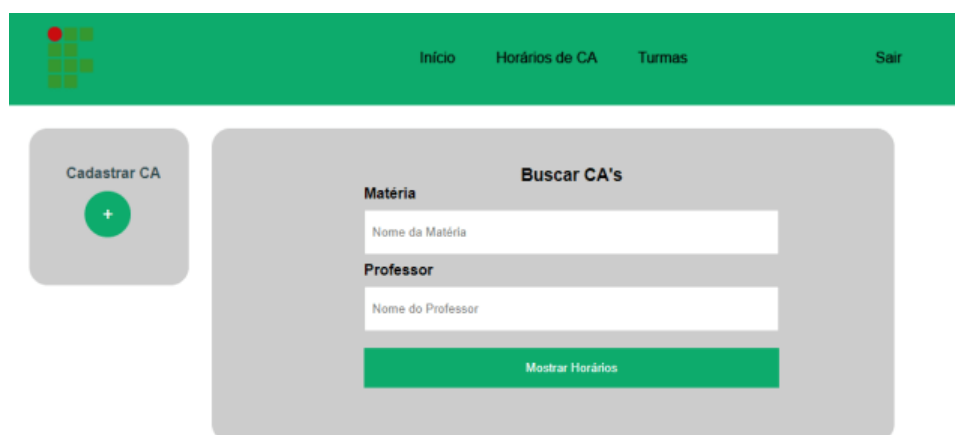 Início Horários de CA Turmas Sair
Cadastrar CA
+
Buscar CA's
Matéria
Nome da Matéria
Professor
Nome do Professor
Mostrar Horários